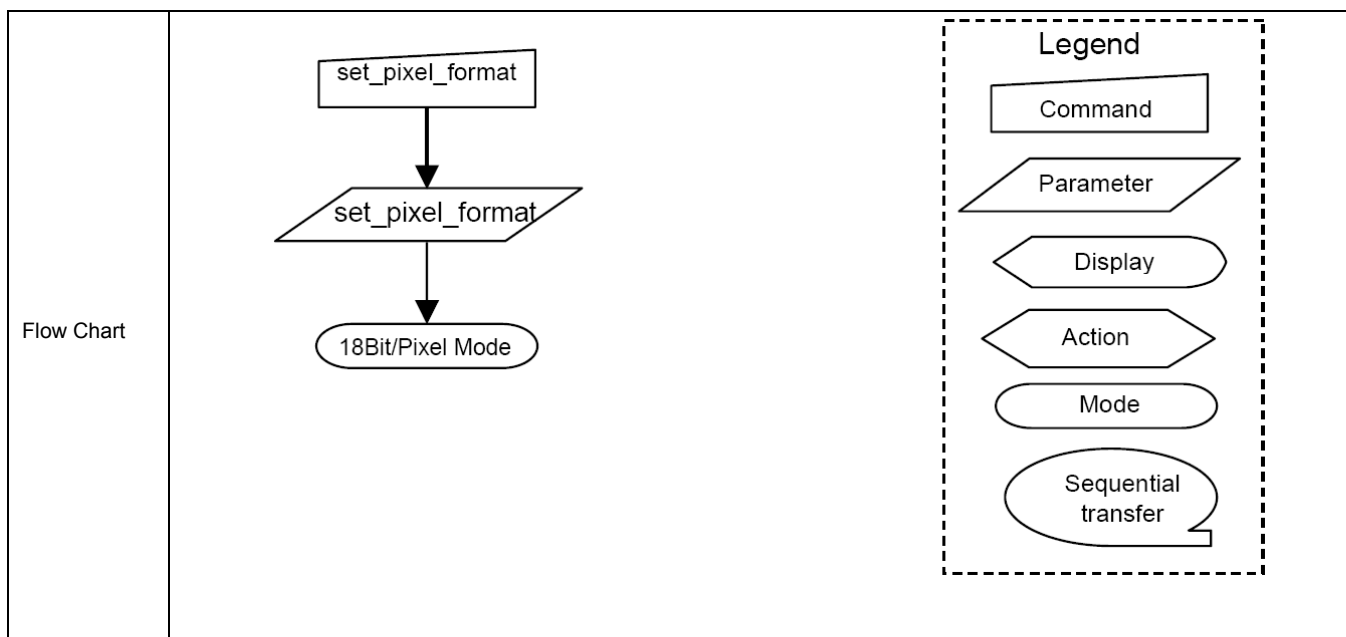 Flow Chart
set_pixel_format
set_pixel_format
18Bit/Pixel Mode
Legend
Command
Parameter
Display
Action
Mode
Sequential
transfer